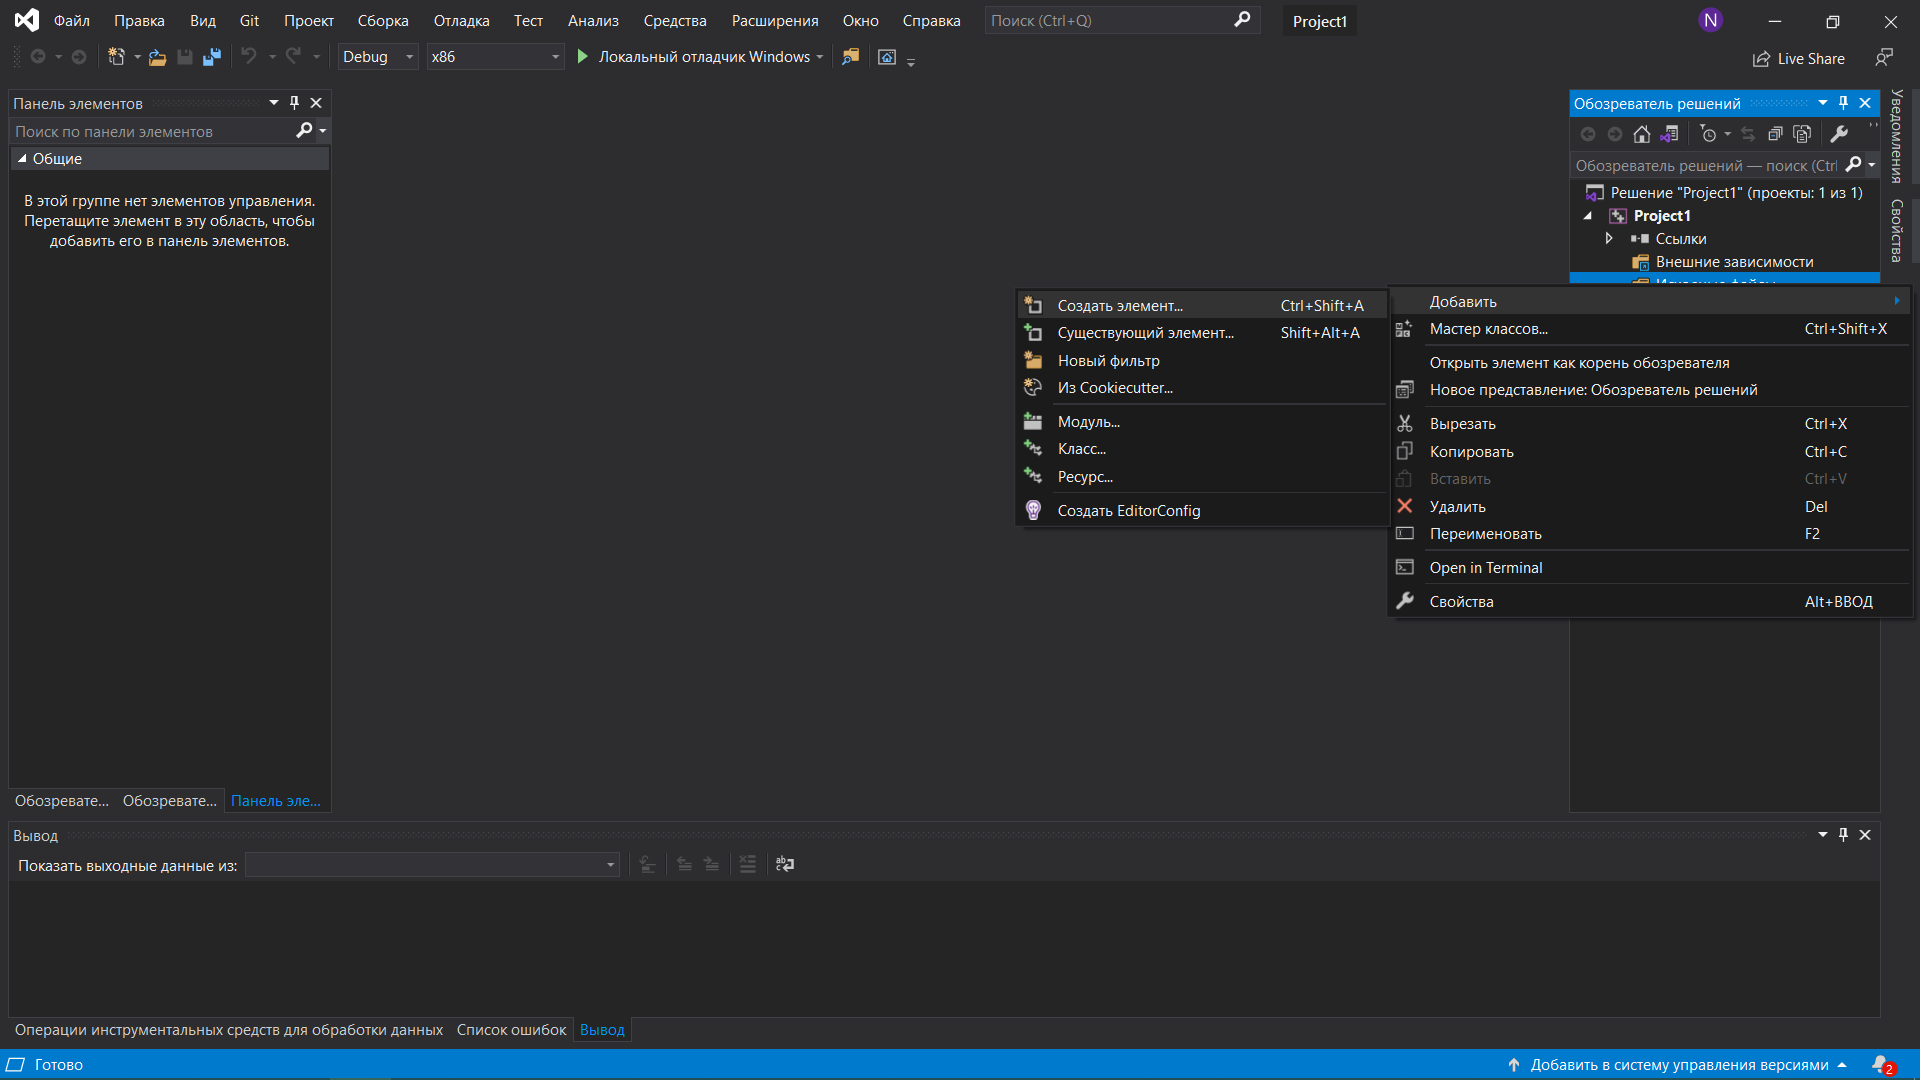 Файл Правка Вид Git Проект Сборка Отладка Тест Анализ Средства Расширения Окно Справка Поиск (Ctrl+Q) Project1 N
Debug x86 Локальный отладчик Windows Live Share
Панель элементов
Поиск по панели элементов
Общие
В этой группе нет элементов управления.
Перетащите элемент в эту область, чтобы
добавить его в панель элементов.
Обозревате... Обозревате... Панель эле...
Обозреватель решений
Обозреватель решений — поиск (Ctrl
Решение "Project1" (проекты: 1 из 1)
Project1
Ссылки
Внешние зависимости
Уведомления
Свойства
Создать элемент... Ctrl+Shift+A
Существующий элемент... Shift+Alt+A
Новый фильтр
Из Cookiecutter...
Модуль...
Класс...
Ресурс...
Создать EditorConfig
Добавить
Мастер классов... Ctrl+Shift+X
Открыть элемент как корень обозревателя
Новое представление: Обозреватель решений
Вырезать Ctrl+X
Копировать Ctrl+C
Вставить Ctrl+V
Удалить Del
Переименовать F2
Open in Terminal
Свойства Alt+ВВОД
Вывод
Показать выходные данные из:
Операции инструментальных средств для обработки данных Список ошибок Вывод
Готово Добавить в систему управления версиями 2